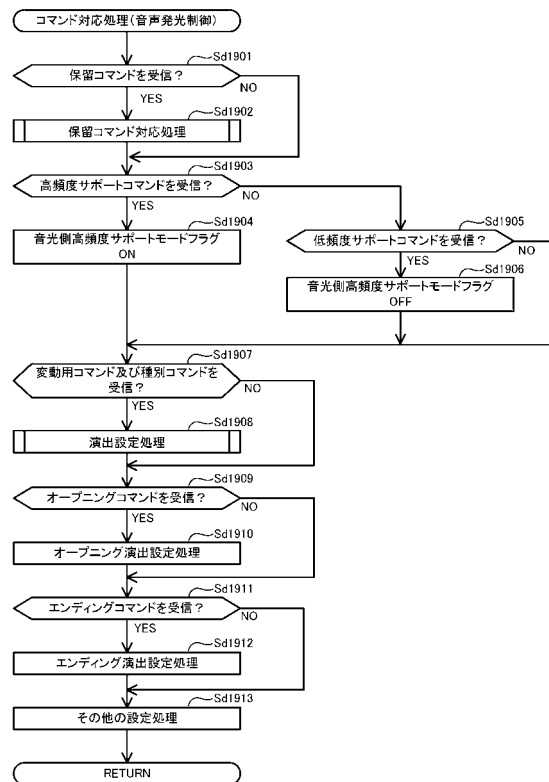 コマンド対応処理(音声発光制御)
Sd1901
保留コマンドを受信？
NO
YES
Sd1902
保留コマンド対応処理
Sd1903
高頻度サポートコマンドを受信？
NO
YES
Sd1904
音光側高頻度サポートモードフラグ
ON
Sd1905
低頻度サポートコマンドを受信？
NO
YES
Sd1906
音光側高頻度サポートモードフラグ
OFF
Sd1907
変動用コマンド及び種別コマンドを
受信？
NO
YES
Sd1908
演出設定処理
Sd1909
オープニングコマンドを受信？
NO
YES
Sd1910
オープニング演出設定処理
Sd1911
エンディングコマンドを受信？
NO
YES
Sd1912
エンディング演出設定処理
Sd1913
その他の設定処理
RETURN